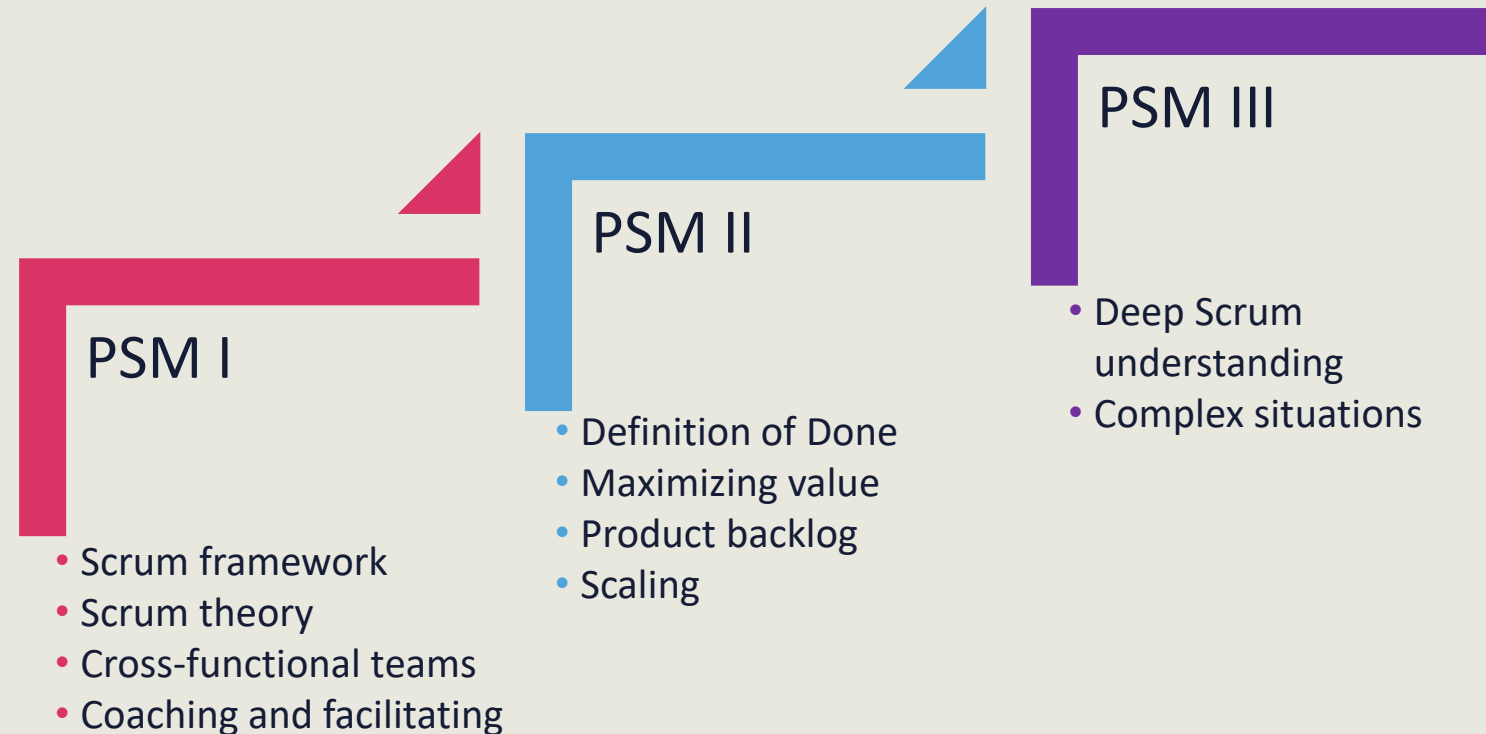 PSM I
• Scrum framework
• Scrum theory
• Cross-functional teams
• Coaching and facilitating
PSM II
• Definition of Done
• Maximizing value
• Product backlog
• Scaling
PSM III
• Deep Scrum
understanding
• Complex situations